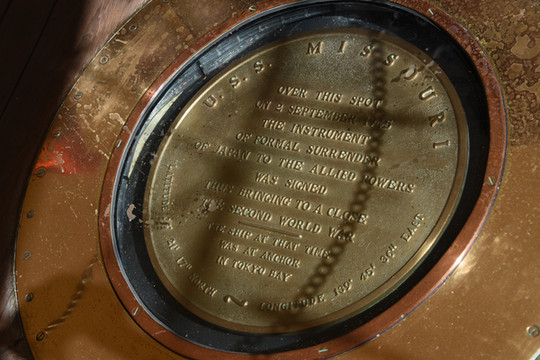 U.S.S. MISSOURI
OVER THIS SPOT
ON 2 SEPTEMBER
THE INSTRUMENT
OF FORMAL SURRENDER
OF JAPAN TO THE ALLIED POWERS
WAS SIGNED
THUS BRINGING TO A CLOSE
THE SECOND WORLD WAR
THE SHIP AT THAT TIME
WAS AT ANCHOR
IN TOKYO BAY
21' 17" NORTH ~ LONGITUDE 139° 45' 36" EAST